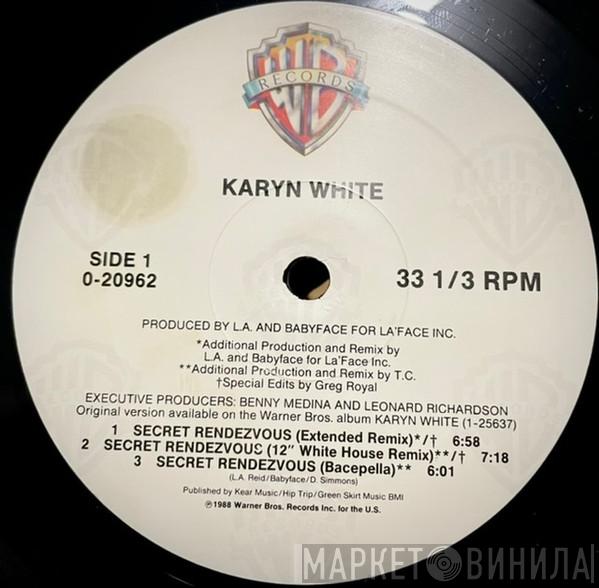 WB
RECORDS
KARYN WHITE
SIDE 1
0-20962
33 1/3 RPM
PRODUCED BY L.A. AND BABYFACE FOR LA'FACE INC.
*Additional Production and Remix by
L.A. and Babyface for La'Face Inc.
**Additional Production and Remix by T.C.
†Special Edits by Greg Royal
EXECUTIVE PRODUCERS: BENNY MEDINA AND LEONARD RICHARDSON
Original version available on the Warner Bros. album KARYN WHITE (1-25637)
1 SECRET RENDEZVOUS (Extended Remix)*/† 6:58
2 SECRET RENDEZVOUS (12" White House Remix)**/† 7:18
3 SECRET RENDEZVOUS (Bacepella)** 6:01
(L.A. Reid/Babyface/D. Simmons)
Published by Kear Music/Hip Trip/Green Skirt Music BMI
℗1988 Warner Bros. Records Inc. for the U.S.
МАРКЕТ ВИНИЛА